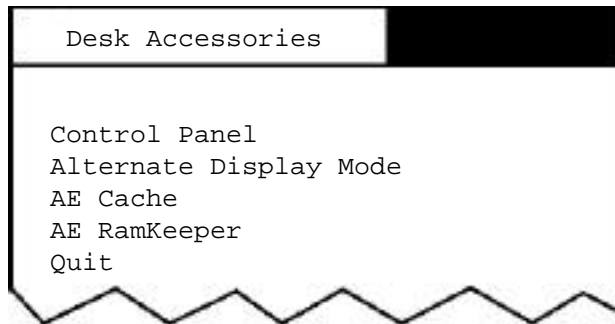 Desk Accessories
Control Panel
Alternate Display Mode
AE Cache
AE RamKeeper
Quit